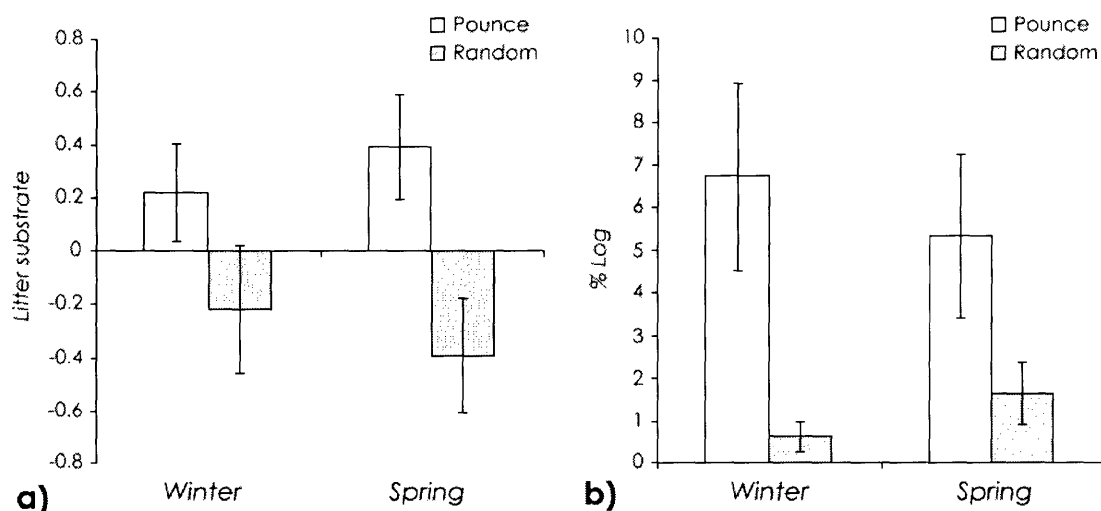 Pounce
Random
0.8
0.6
0.4
0.2
0
-0.2
-0.4
-0.6
-0.8
Litter substrate
Winter
Spring
a)
Pounce
Random
10
9
8
7
6
5
4
3
2
1
0
% Log
Winter
Spring
b)